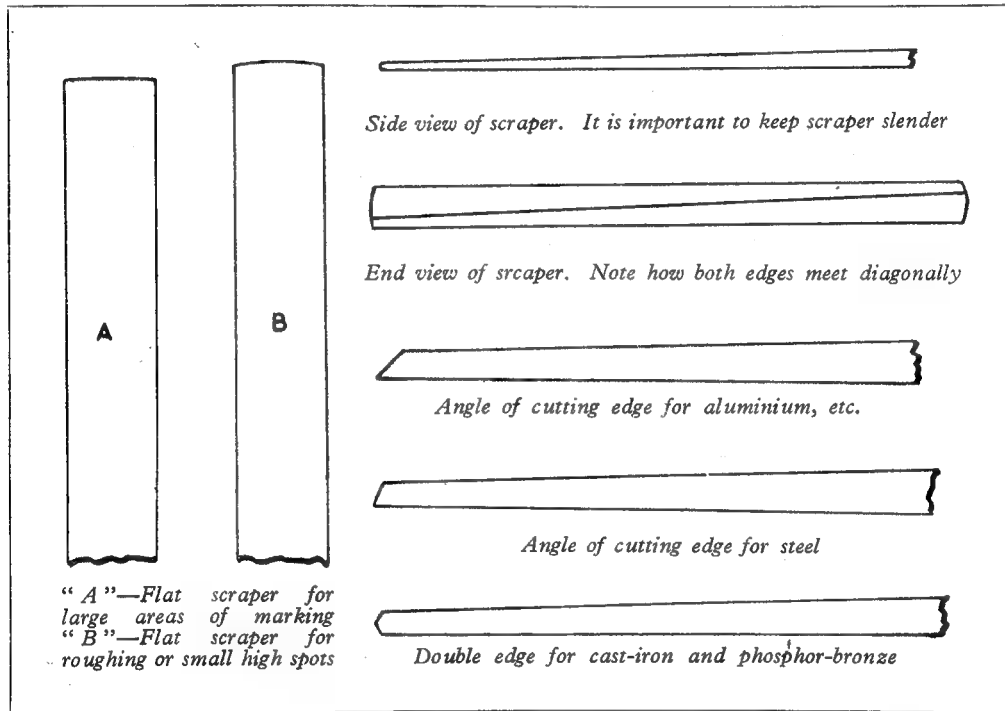 A
B
"A"—Flat scraper for
large areas of marking
"B"—Flat scraper for
roughing or small high spots
Side view of scraper. It is important to keep scraper slender
End view of srcaper. Note how both edges meet diagonally
Angle of cutting edge for aluminium, etc.
Angle of cutting edge for steel
Double edge for cast-iron and phosphor-bronze